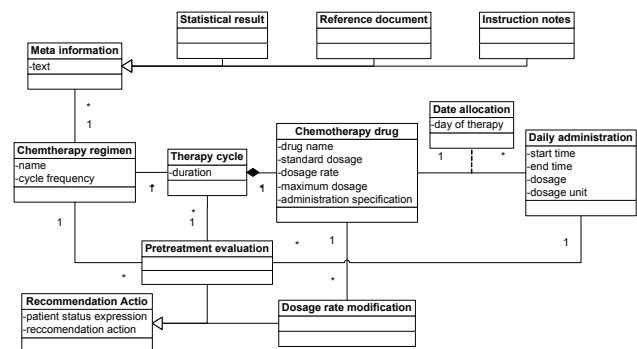 Statistical result
Reference document
Instruction notes
Meta information
-text
*
1
Chemtherapy regimen
-name
-cycle frequency
Therapy cycle
-duration
Chemotherapy drug
-drug name
-standard dosage
-dosage rate
-maximum dosage
-administration specification
Date allocation
-day of therapy
Daily administration
-start time
-end time
-dosage
-dosage unit
1
*
1
*
1
*
1
1
1
Pretreatment evaluation
*
*
*
Recommendation Actio
-patient status expression
-reccomendation action
Dosage rate modification